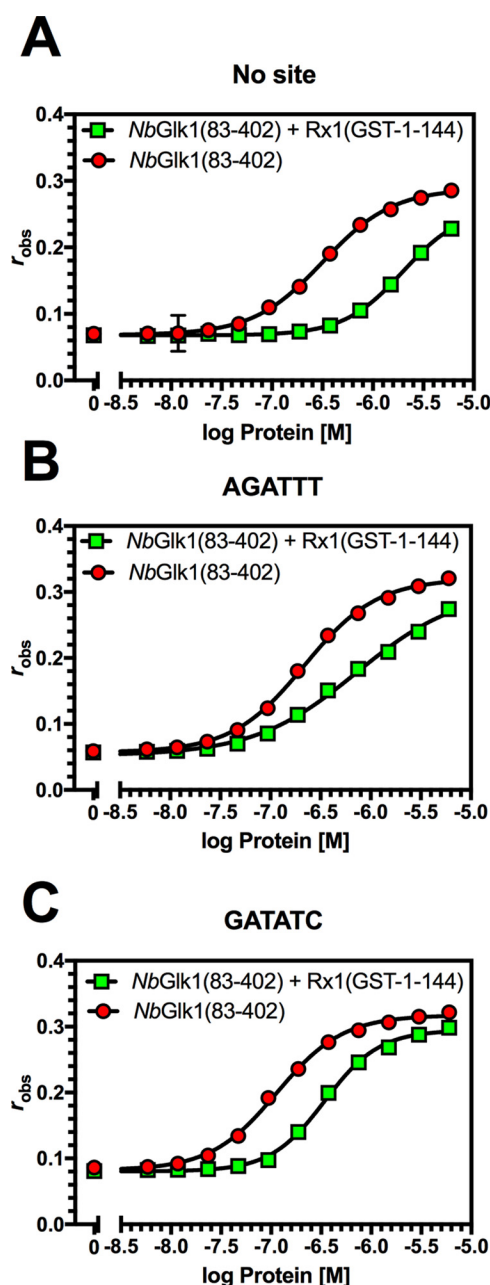 A
No site
0.4
NbGlk1(83-402) + Rx1(GST-1-144)
NbGlk1(83-402)
0.3
0.2
0.1
0.0
robs
0 -8.5 -8.0 -7.5 -7.0 -6.5 -6.0 -5.5 -5.0
log Protein [M]
B
AGATTT
0.4
NbGlk1(83-402) + Rx1(GST-1-144)
NbGlk1(83-402)
0.3
0.2
0.1
0.0
robs
0 -8.5 -8.0 -7.5 -7.0 -6.5 -6.0 -5.5 -5.0
log Protein [M]
C
GATATC
0.4
NbGlk1(83-402) + Rx1(GST-1-144)
NbGlk1(83-402)
0.3
0.2
0.1
0.0
robs
0 -8.5 -8.0 -7.5 -7.0 -6.5 -6.0 -5.5 -5.0
log Protein [M]